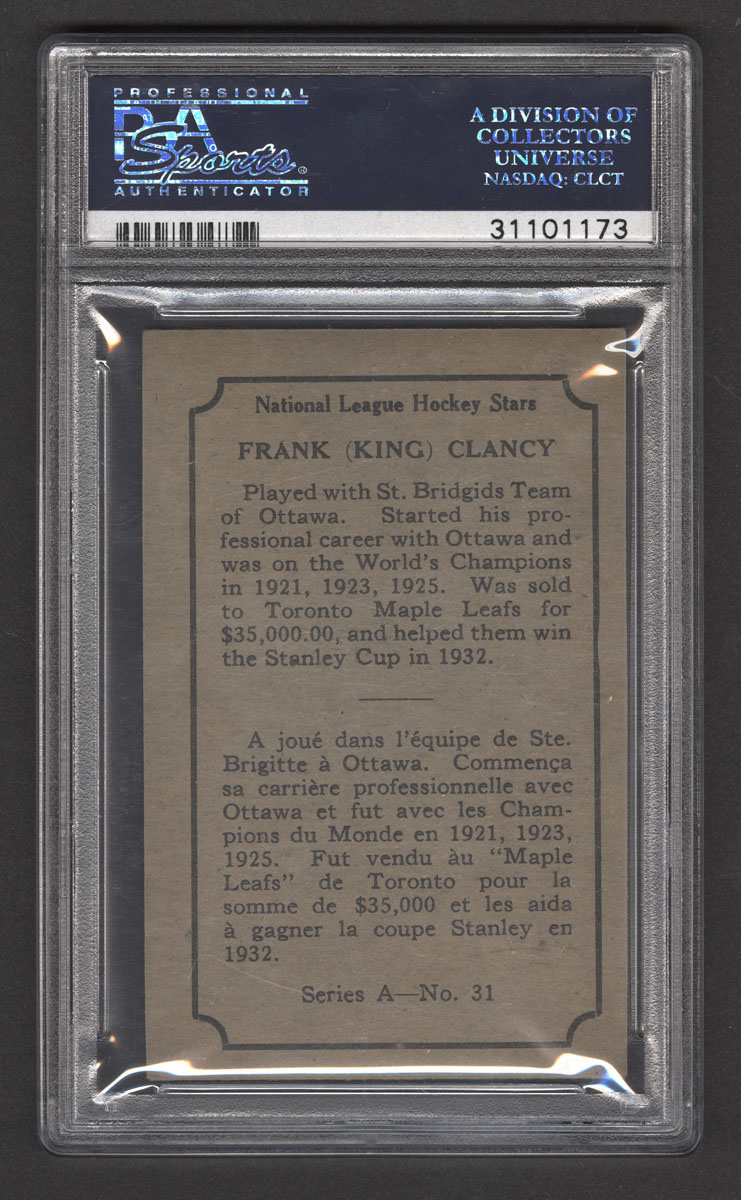 PROFESSIONAL
PSA
Sports®
AUTHENTICATOR
A DIVISION OF
COLLECTORS
UNIVERSE
NASDAQ: CLCT
31101173
National League Hockey Stars
FRANK (KING) CLANCY
Played with St. Bridgids Team
of Ottawa. Started his pro-
fessional career with Ottawa and
was on the World's Champions
in 1921, 1923, 1925. Was sold
to Toronto Maple Leafs for
$35,000.00, and helped them win
the Stanley Cup in 1932.
A joué dans l'équipe de Ste.
Brigitte à Ottawa. Commença
sa carrière professionnelle avec
Ottawa et fut avec les Cham-
pions du Monde en 1921, 1923,
1925. Fut vendu àu "Maple
Leafs" de Toronto pour la
somme de $35,000 et les aida
à gagner la coupe Stanley en
1932.
Series A—No. 31